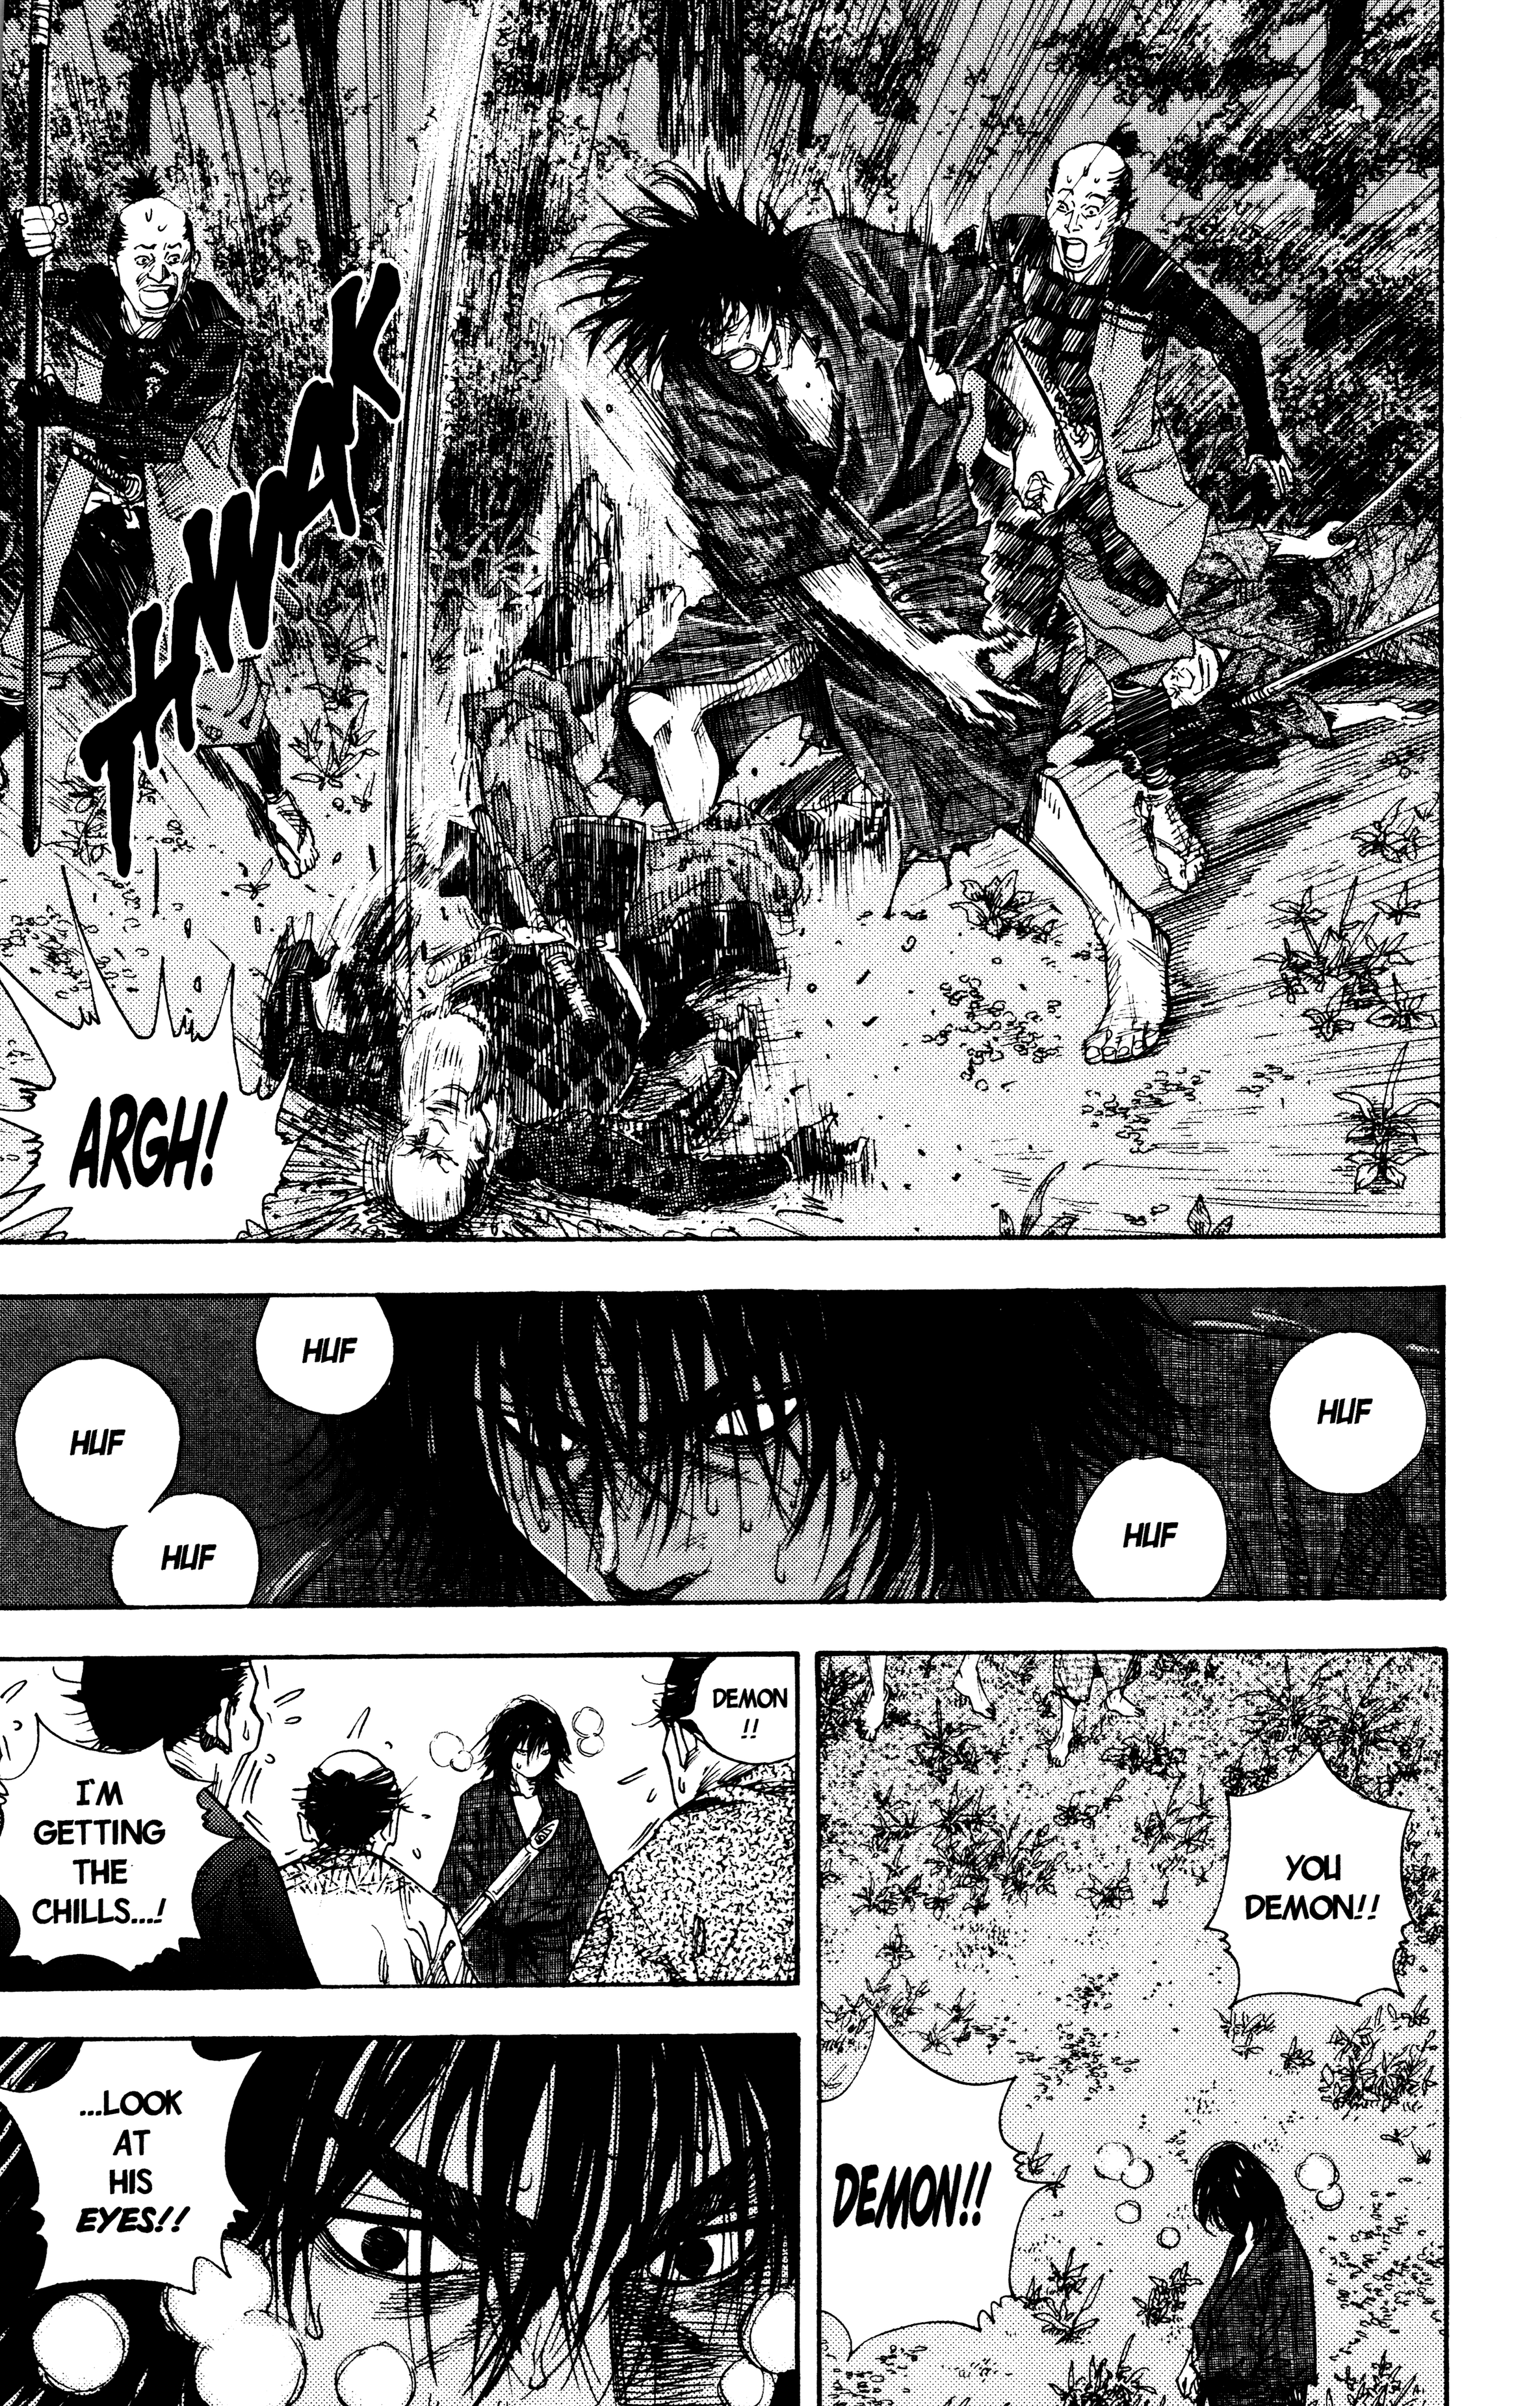 THWAK
ARGH!
HUF
HUF
HUF
HUF
HUF
YOU
DEMON!!
DEMON!!
DEMON
!!
I'M
GETTING
THE
CHILLS...!
...LOOK
AT
HIS
EYES!!